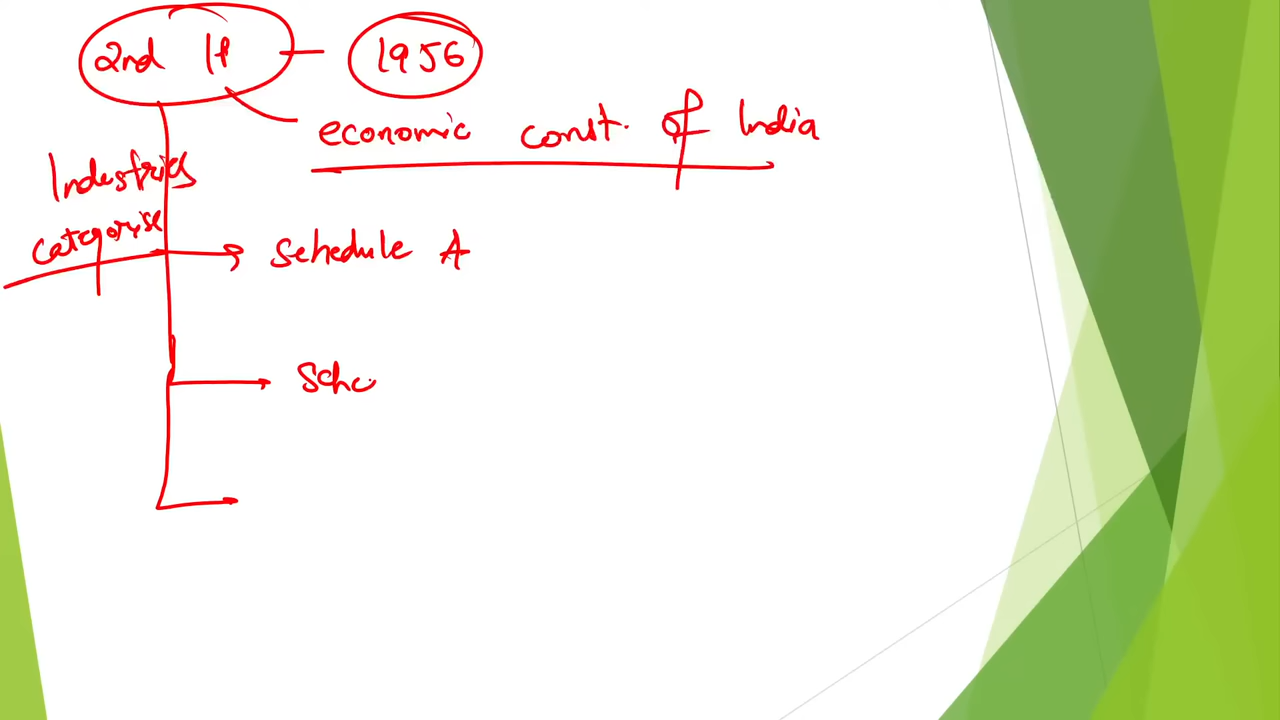 2nd IP - 1956
economic const. of India
Industries
categorise
Schedule A
Sche